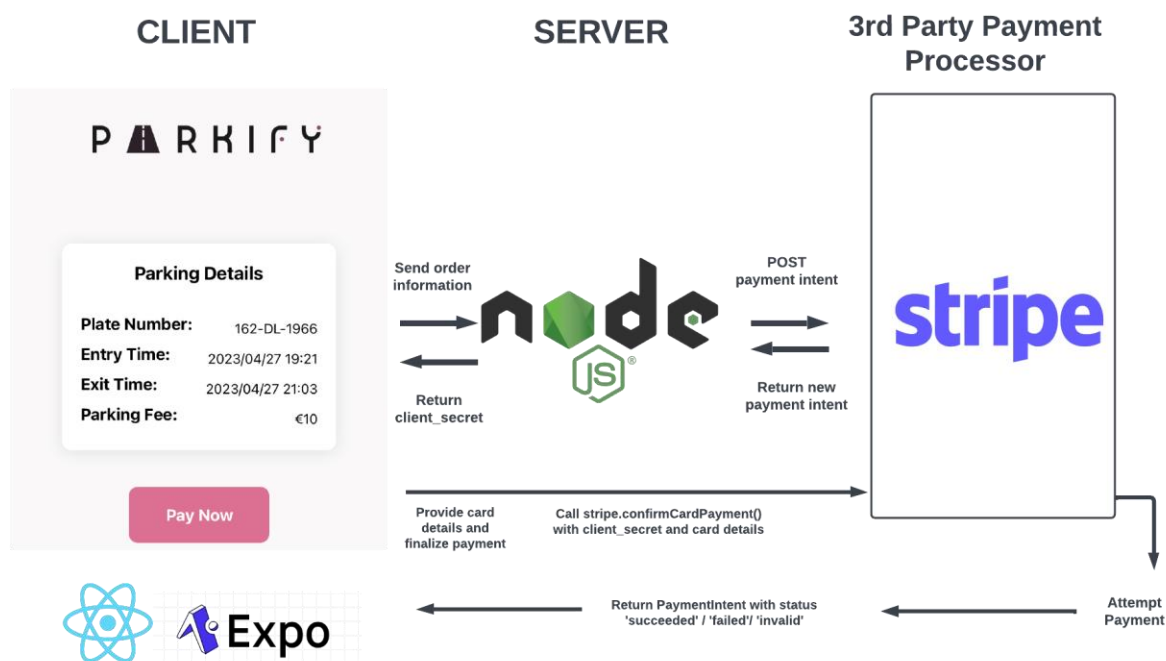 CLIENT
SERVER
3rd Party Payment
Processor
PARKIFY
Parking Details
Plate Number: 162-DL-1966
Entry Time: 2023/04/27 19:21
Exit Time: 2023/04/27 21:03
Parking Fee: €10
Pay Now
Send order
information
Return
client_secret
node
JS®
POST
payment intent
Return new
payment intent
stripe
Provide card
details and
finalize payment
Call stripe.confirmCardPayment()
with client_secret and card details
Attempt
Payment
Return PaymentIntent with status
'succeeded' / 'failed'/ 'invalid'
Expo